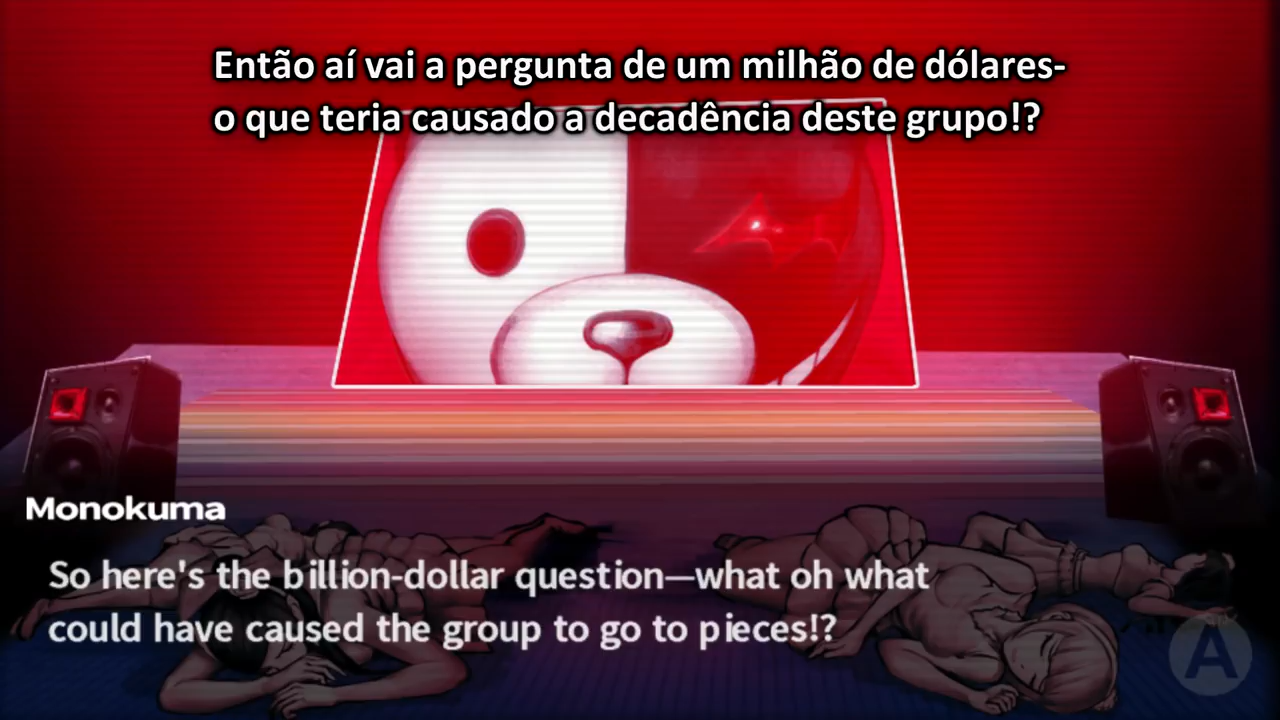 Então aí vai a pergunta de um milhão de dólares-
o que teria causado a decadência deste grupo!?
Monokuma
So here's the billion-dollar question—what oh what
could have caused the group to go to pieces!?
A